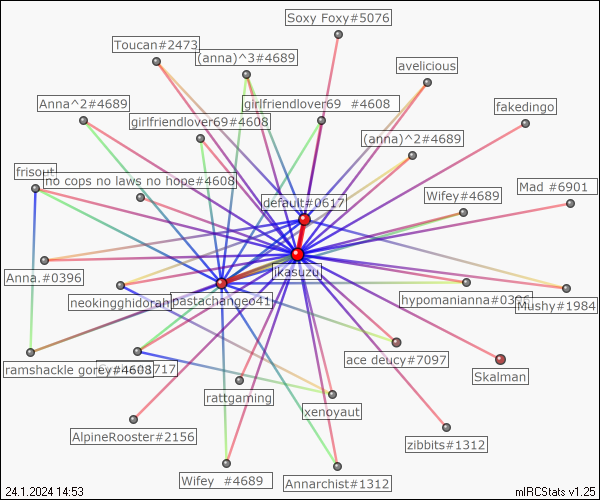 Soxy Foxy#5076
Toucan#2473
(anna)^3#4689
avelicious
Anna^2#4689
girlfriendlover69 #4608
fakedingo
girlfriendlover69#4608
(anna)^2#4689
frisout
no cops no laws no hope#4608
Mad #6901
Wifey#4689
default#0617
jkasuzu
Anna.#0396
neokingghidorah
pastachangeo41
hypomanianna#0396
Mushy#1984
ramshackle gorey#4608
1717
ace deucy#7097
Skalman
rattgaming
xenoyaut
AlpineRooster#2156
zibbits#1312
Wifey #4689
Annarchist#1312
24.1.2024 14:53
mIRCStats v1.25